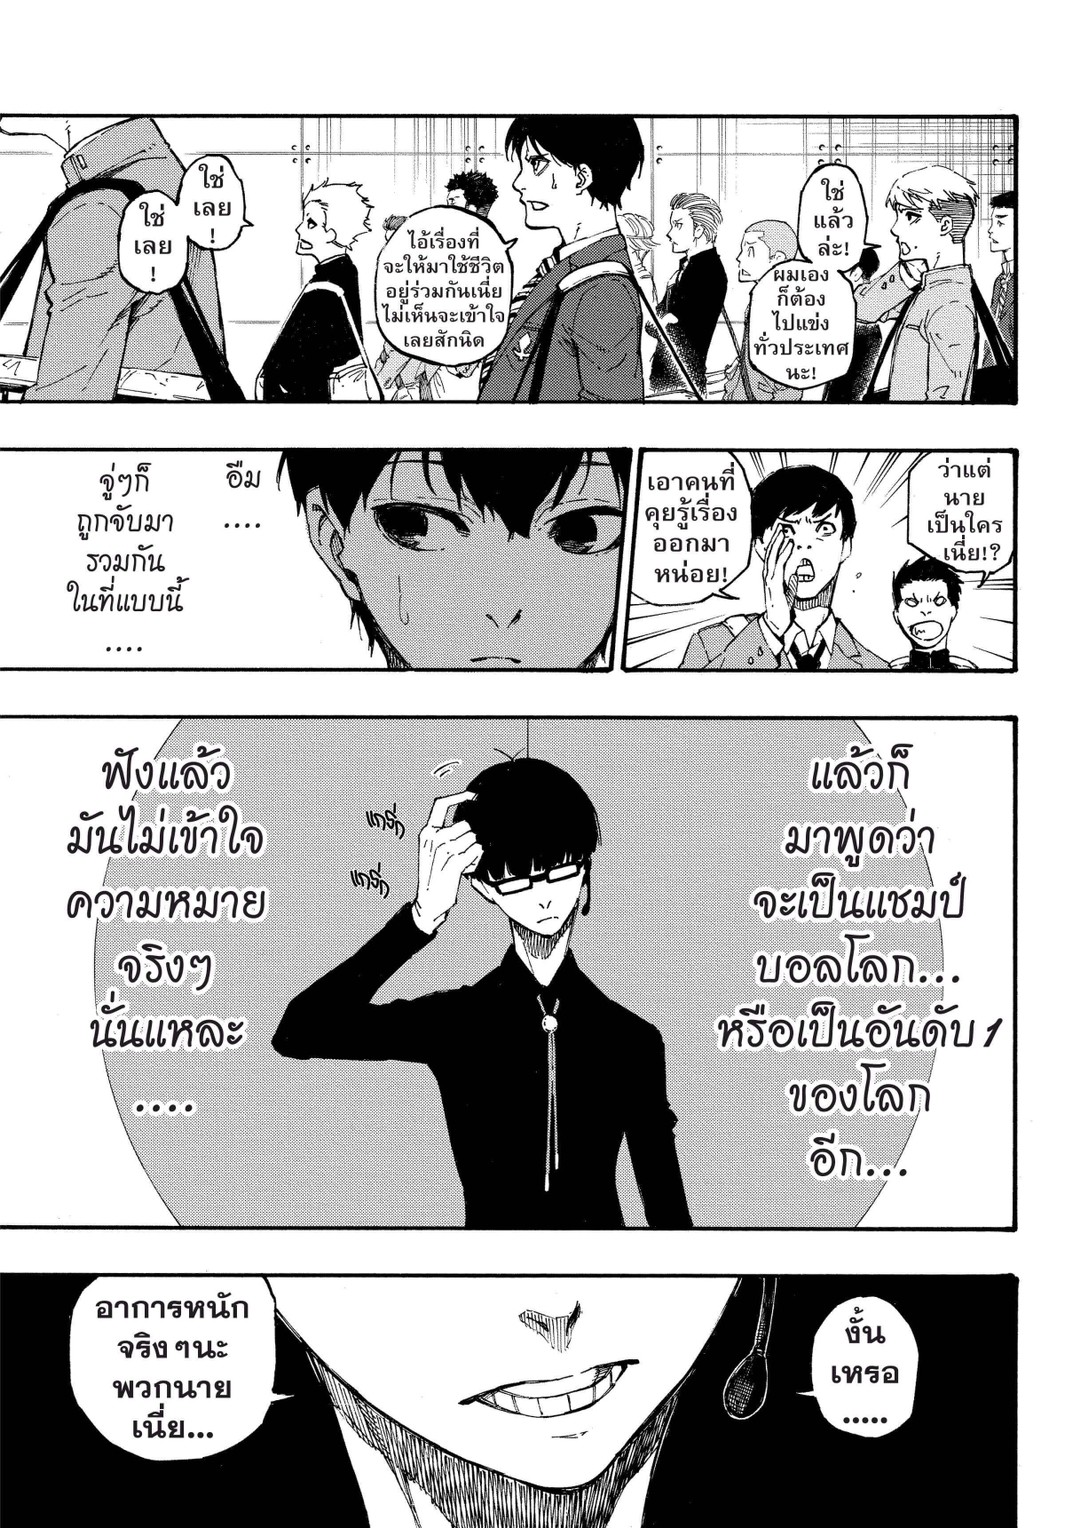 ใช่
แล้ว
ล่ะ!
ผมเอง
ก็ต้อง
ไปแข่ง
ทั่วประเทศ
นะ!
ไอ้เรื่องที่
จะให้มาใช้ชีวิต
อยู่ร่วมกันเนี่ย
ไม่เห็นจะเข้าใจ
เลยสักนิด
ใช่
เลย
!
ใช่
เลย
!
ว่าแต่
นาย
เป็นใคร
เนี่ย!?
เอาคนที่
คุยรู้เรื่อง
ออกมา
หน่อย!
อืม
....
จู่ๆก็
ถูกจับมา
รวมกัน
ในที่แบบนี้
....
แล้วก็
มาพูดว่า
จะเป็นแชมป์
บอลโลก...
หรือเป็นอันดับ1
ของโลก
อีก...
แกร๊ก
แกร๊ก
ฟังแล้ว
มันไม่เข้าใจ
ความหมาย
จริงๆ
นั่นแหละ
....
งั้น
เหรอ
.....
อาการหนัก
จริงๆนะ
พวกนาย
เนี่ย...